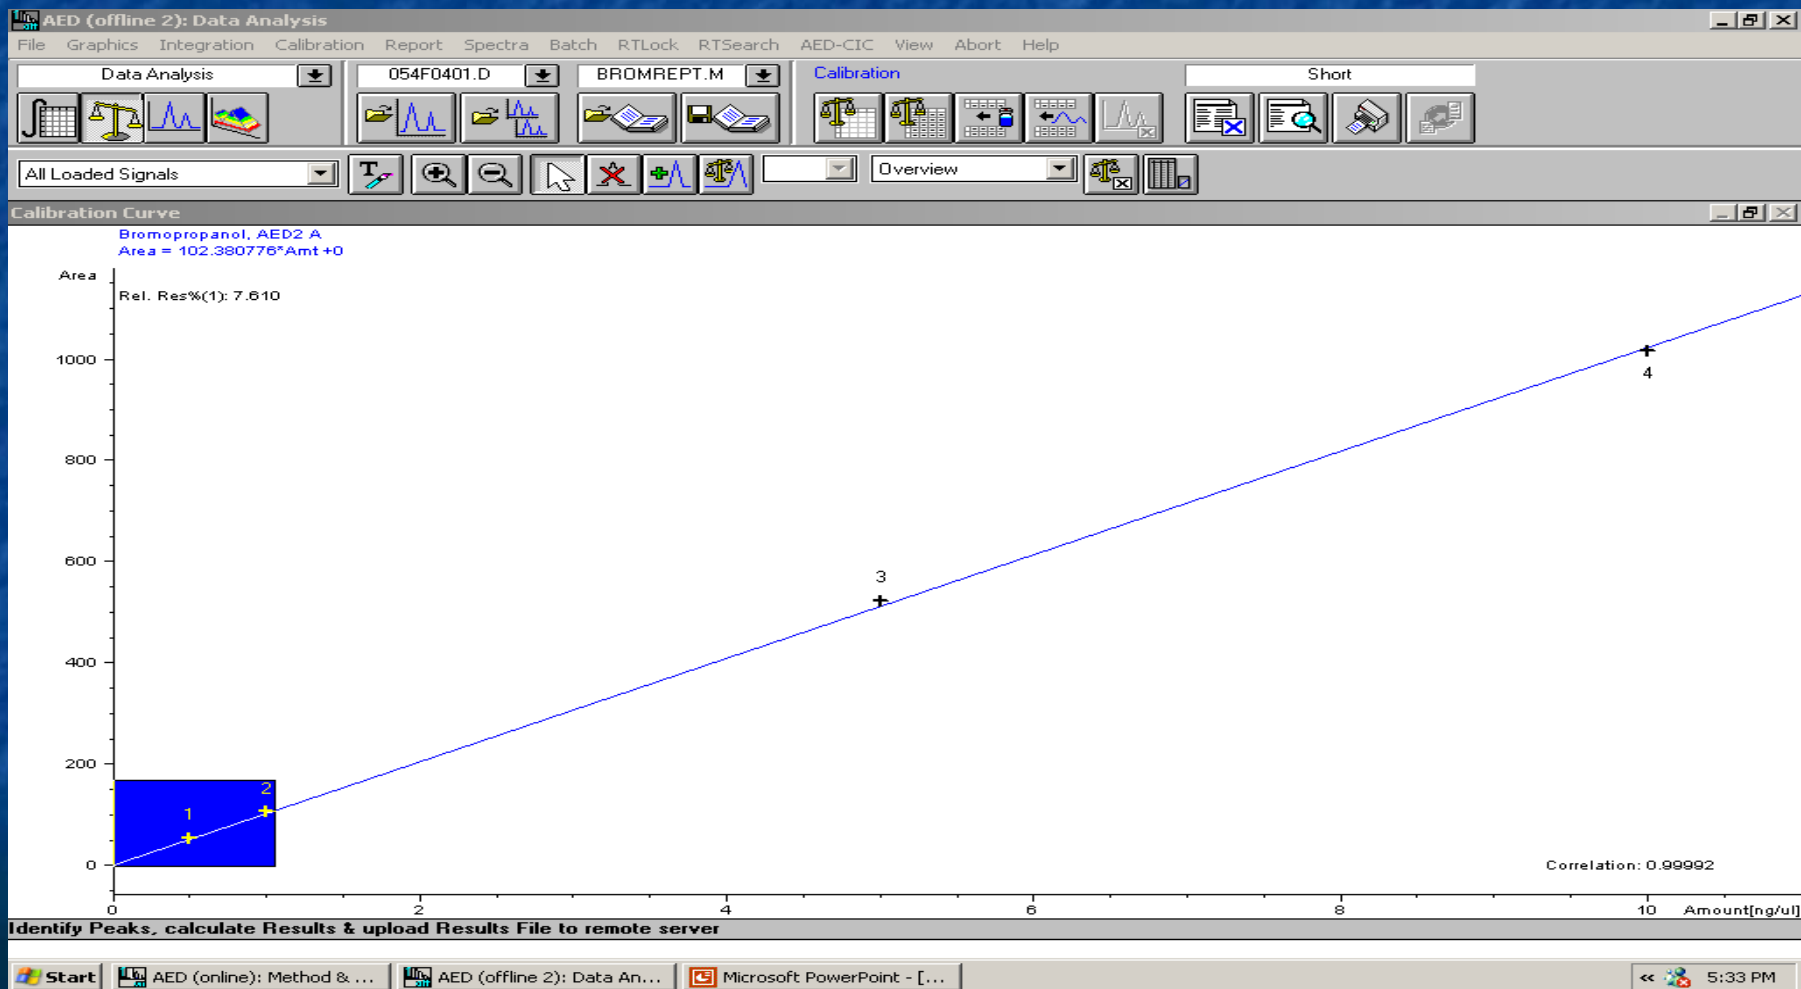 AED (offline 2): Data Analysis
File Graphics Integration Calibration Report Spectra Batch RTLock RTSearch AED-CIC View Abort Help
Data Analysis 054F0401.D BROMREPT.M Calibration Short
All Loaded Signals Overview
Calibration Curve
Bromopropanol, AED2 A
Area = 102.380776*Amt +0
Area
Rel. Res%(1): 7.610
1000
4
800
600
3
400
200
2
1
0
Correlation: 0.99992
0 2 4 6 8 10 Amount[ng/ul]
Identify Peaks, calculate Results & upload Results File to remote server
Start AED (online): Method & ... AED (offline 2): Data An... Microsoft PowerPoint - [... « 5:33 PM